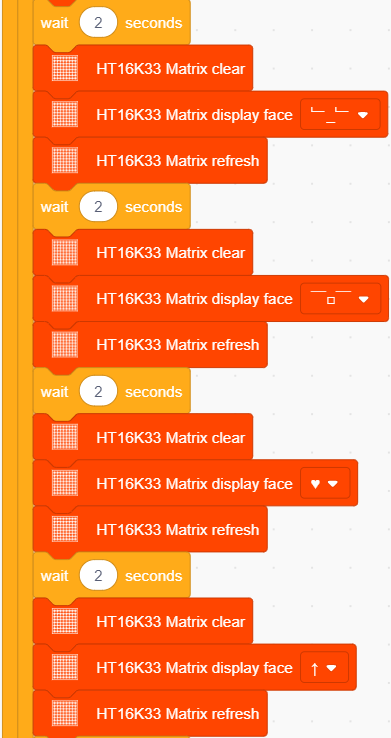 wait 2 seconds
HT16K33 Matrix clear
HT16K33 Matrix display face ﹂_﹂
HT16K33 Matrix refresh
wait 2 seconds
HT16K33 Matrix clear
HT16K33 Matrix display face ￣□￣
HT16K33 Matrix refresh
wait 2 seconds
HT16K33 Matrix clear
HT16K33 Matrix display face ♥
HT16K33 Matrix refresh
wait 2 seconds
HT16K33 Matrix clear
HT16K33 Matrix display face ↑
HT16K33 Matrix refresh